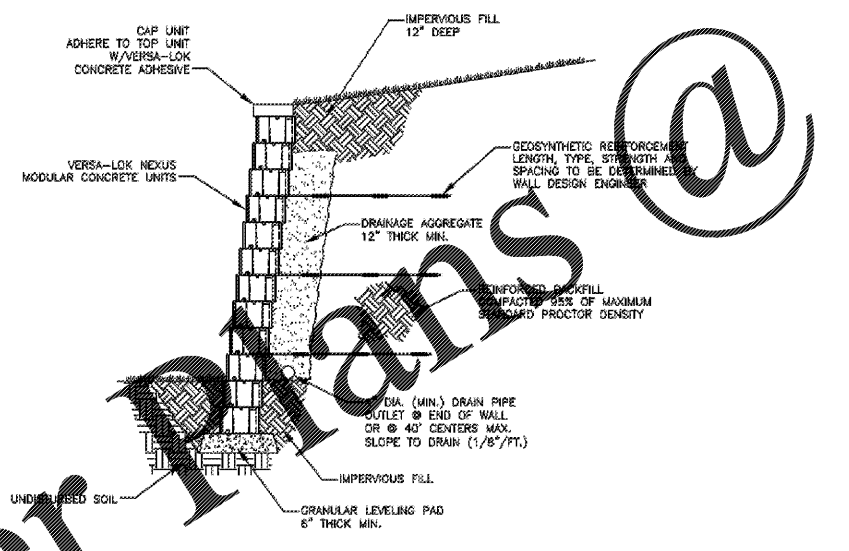 IMPERVIOUS FILL
12" DEEP
CAP UNIT
ADHERE TO TOP UNIT
W/VERSA-LOK
CONCRETE ADHESIVE
GEOSYNTHETIC REINFORCEMENT
LENGTH, TYPE, STRENGTH AND
SPACING TO BE DETERMINED BY
WALL DESIGN ENGINEER
VERSA-LOK NEXUS
MODULAR CONCRETE UNITS
DRAINAGE AGGREGATE
12" THICK MIN.
REINFORCED BACKFILL
COMPACTED 95% OF MAXIMUM
STANDARD PROCTOR DENSITY
DIA. (MIN.) DRAIN PIPE
OUTLET @ END OF WALL
OR @ 40' CENTERS MAX.
SLOPE TO DRAIN (1/8"/FT.)
IMPERVIOUS FILL
UNDISTURBED SOIL
GRANULAR LEVELING PAD
6" THICK MIN.
Plans @